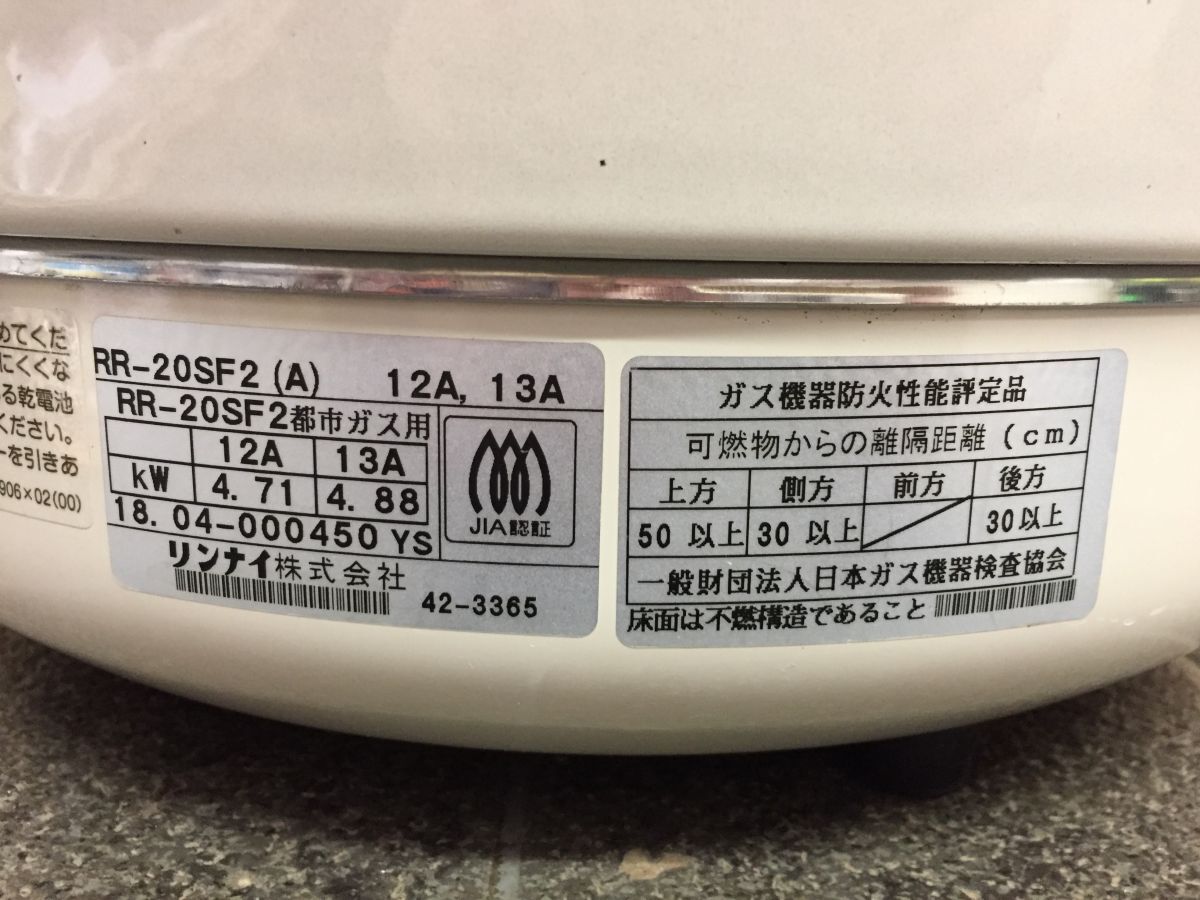 めてくだ
にくくな
る乾電池
ください。
ーを引きあ
906×02(00)
RR-20SF2 (A) 12A, 13A
RR-20SF2都市ガス用
12A 13A
kW 4.71 4.88
18.04-000450 YS
リンナイ株式会社
42-3365
JIA認証
ガス機器防火性能評定品
可燃物からの離隔距離 (cm)
上方 側方 前方 後方
50 以上 30 以上 30以上
一般財団法人日本ガス機器検査協会
床面は不燃構造であること